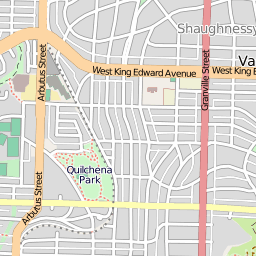 Shaughnessy
Va
Arbutus Street
West King Edward Avenue
West King E
Granville Street
Quilchena
Park
Arbutus Street